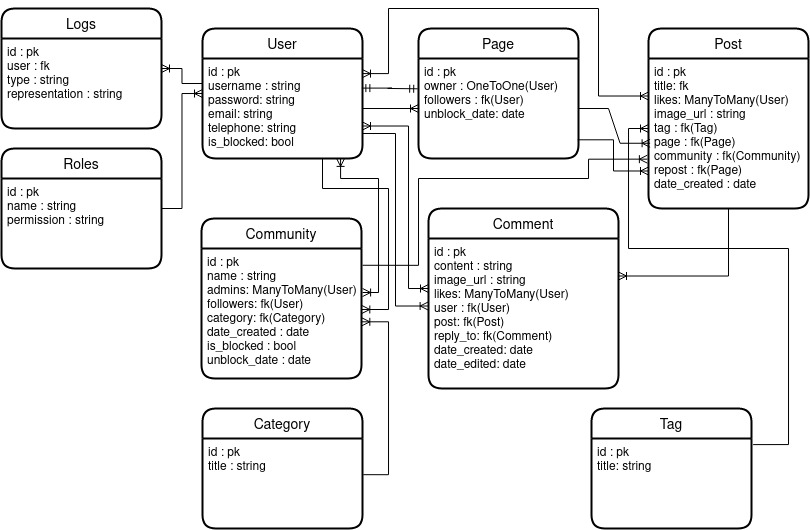 Logs
id : pk
user : fk
type : string
representation : string
User
id : pk
username : string
password: string
email: string
telephone: string
is_blocked: bool
Page
id : pk
owner : OneToOne(User)
followers : fk(User)
unblock_date: date
Post
id : pk
title: fk
likes: ManyToMany(User)
image_url : string
tag : fk(Tag)
page : fk(Page)
community : fk(Community)
repost : fk(Page)
date_created : date
Roles
id : pk
name : string
permission : string
Community
id : pk
name : string
admins: ManyToMany(User)
followers: fk(User)
category: fk(Category)
date_created : date
is_blocked : bool
unblock_date : date
Comment
id : pk
content : string
image_url : string
likes: ManyToMany(User)
user : fk(User)
post: fk(Post)
reply_to: fk(Comment)
date_created: date
date_edited: date
Category
id : pk
title : string
Tag
id : pk
title: string